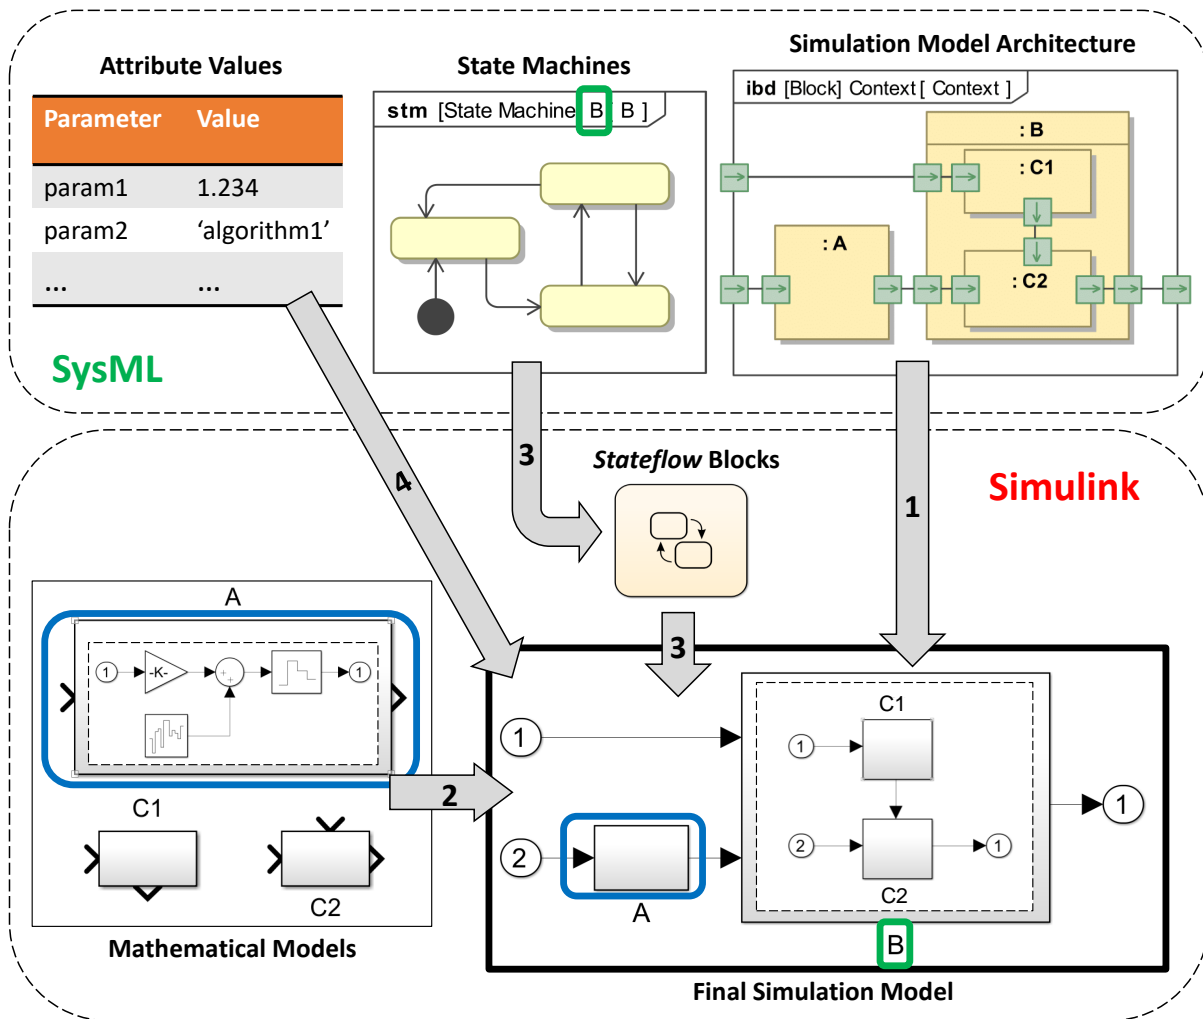 Attribute Values
State Machines
Simulation Model Architecture
Parameter Value
param1 1.234
param2 ‘algorithm1’
... ...
stm [State Machine B [ B ]
ibd [Block] Context [ Context ]
: B
: C1
: A
: C2
SysML
3
4
1
Stateflow Blocks
Simulink
A
1
-K-
+
+
1
3
2
C1
C2
Mathematical Models
1
2
A
C1
1
2
1
C2
B
1
Final Simulation Model